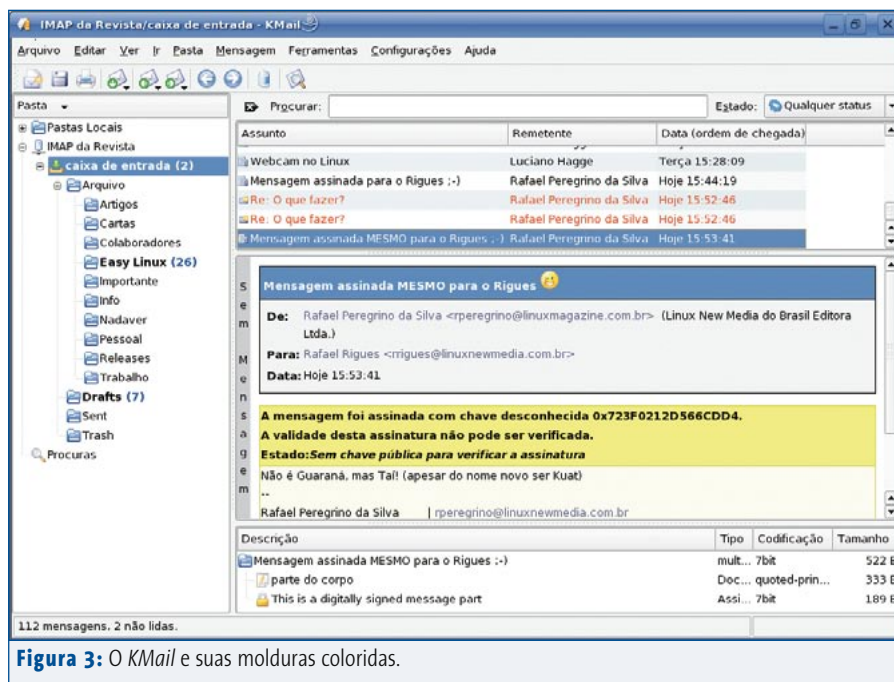 IMAP da Revista/caixa de entrada - KMail
Arquivo Editar Ver Ir Pasta Mensagem Ferramentas Configurações Ajuda
Pasta
Procurar:
Estado: Qualquer status
Pastas Locais
IMAP da Revista
caixa de entrada (2)
Arquivo
Artigos
Cartas
Colaboradores
Easy Linux (26)
Importante
Info
Nadaver
Pessoal
Releases
Trabalho
Drafts (7)
Sent
Trash
Procuras
Assunto Remetente Data (ordem de chegada)
Webcam no Linux Luciano Hagge Terça 15:28:09
Mensagem assinada para o Rigues ;-) Rafael Peregrino da Silva Hoje 15:44:19
Re: O que fazer? Rafael Peregrino da Silva Hoje 15:52:46
Re: O que fazer? Rafael Peregrino da Silva Hoje 15:52:46
Mensagem assinada MESMO para o Rigues ;-) Rafael Peregrino da Silva Hoje 15:53:41
Sem Mensagem
Mensagem assinada MESMO para o Rigues
De: Rafael Peregrino da Silva <rperegrino@linuxmagazine.com.br> (Linux New Media do Brasil Editora
Ltda.)
Para: Rafael Rigues <rrigues@linuxnewmedia.com.br>
Data: Hoje 15:53:41
A mensagem foi assinada com chave desconhecida 0x723F0212D566CDD4.
A validade desta assinatura não pode ser verificada.
Estado:Sem chave pública para verificar a assinatura
Não é Guaraná, mas Taí! (apesar do nome novo ser Kuat)
--
Rafael Peregrino da Silva | rperegrino@linuxnewmedia.com.br
Descrição Tipo Codificação Tamanho
Mensagem assinada MESMO para o Rigues :-) mult... 7bit 522 B
parte do corpo Doc... quoted-prin... 333 B
This is a digitally signed message part Assi... 7bit 189 B
112 mensagens, 2 não lidas.
Figura 3: O KMail e suas molduras coloridas.